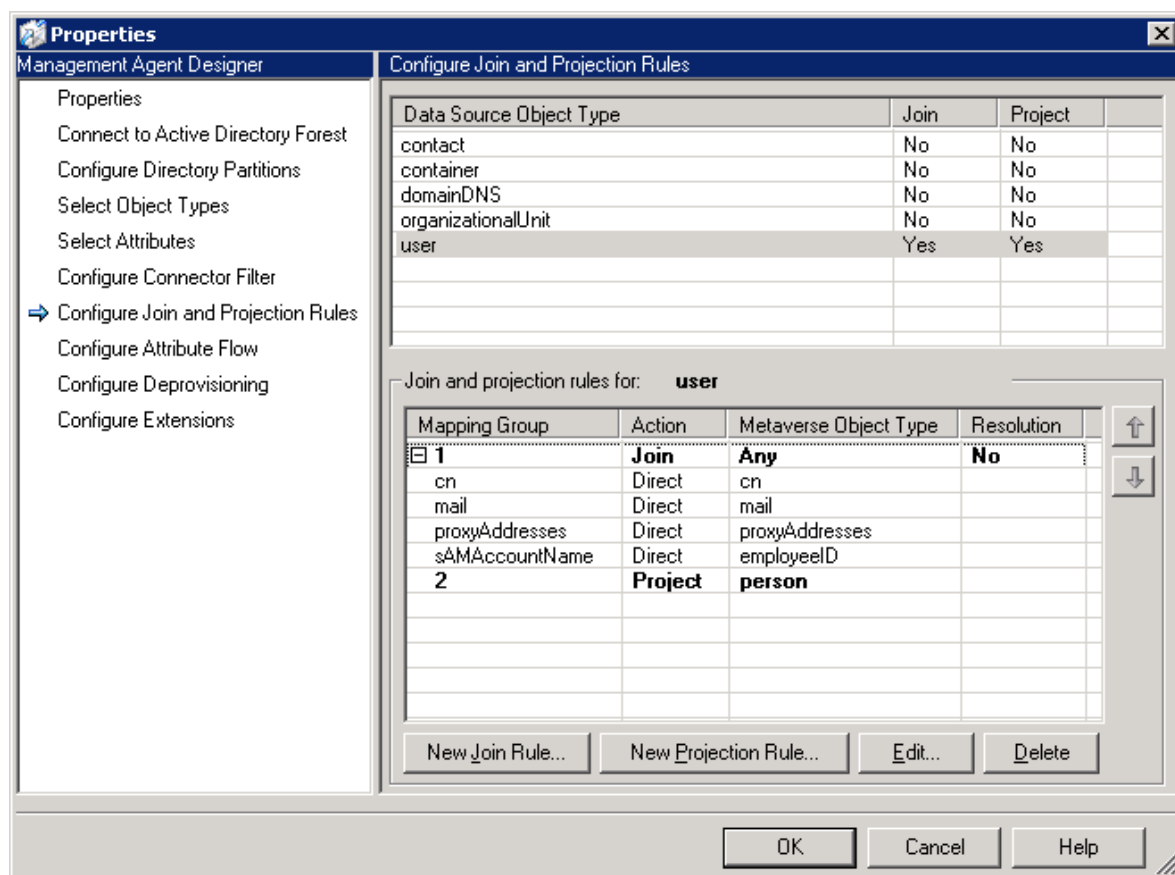 Properties
Management Agent Designer
Configure Join and Projection Rules
Properties
Connect to Active Directory Forest
Configure Directory Partitions
Select Object Types
Select Attributes
Configure Connector Filter
Configure Join and Projection Rules
Configure Attribute Flow
Configure Deprovisioning
Configure Extensions
Data Source Object Type Join Project
contact No No
container No No
domainDNS No No
organizationalUnit No No
user Yes Yes
Join and projection rules for: user
Mapping Group Action Metaverse Object Type Resolution
1 Join Any No
cn Direct cn
mail Direct mail
proxyAddresses Direct proxyAddresses
sAMAccountName Direct employeeID
2 Project person
New Join Rule... New Projection Rule... Edit... Delete
OK Cancel Help